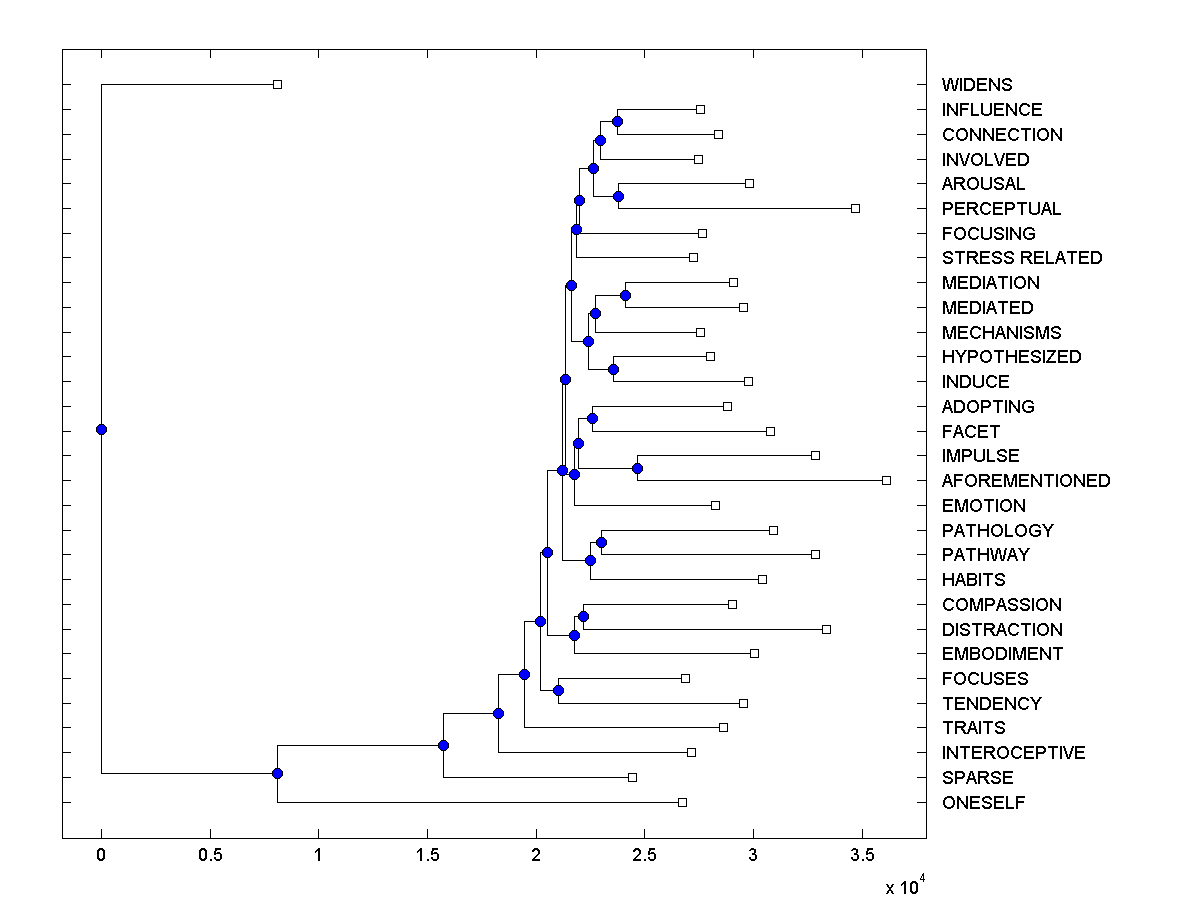 WIDENS
INFLUENCE
CONNECTION
INVOLVED
AROUSAL
PERCEPTUAL
FOCUSING
STRESS RELATED
MEDIATION
MEDIATED
MECHANISMS
HYPOTHESIZED
INDUCE
ADOPTING
FACET
IMPULSE
AFOREMENTIONED
EMOTION
PATHOLOGY
PATHWAY
HABITS
COMPASSION
DISTRACTION
EMBODIMENT
FOCUSES
TENDENCY
TRAITS
INTEROCEPTIVE
SPARSE
ONESELF
0 0.5 1 1.5 2 2.5 3 3.5
x 10^4